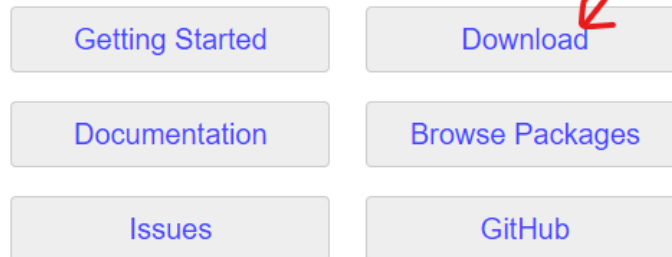 Getting Started Download
Documentation Browse Packages
Issues GitHub